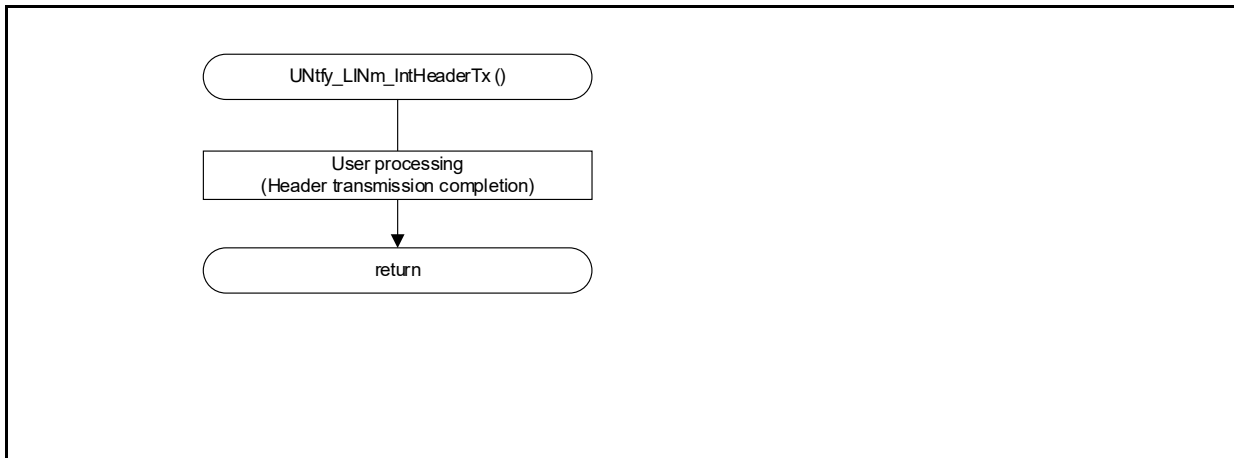 UNtfy_LINm_IntHeaderTx ()
User processing
(Header transmission completion)
return